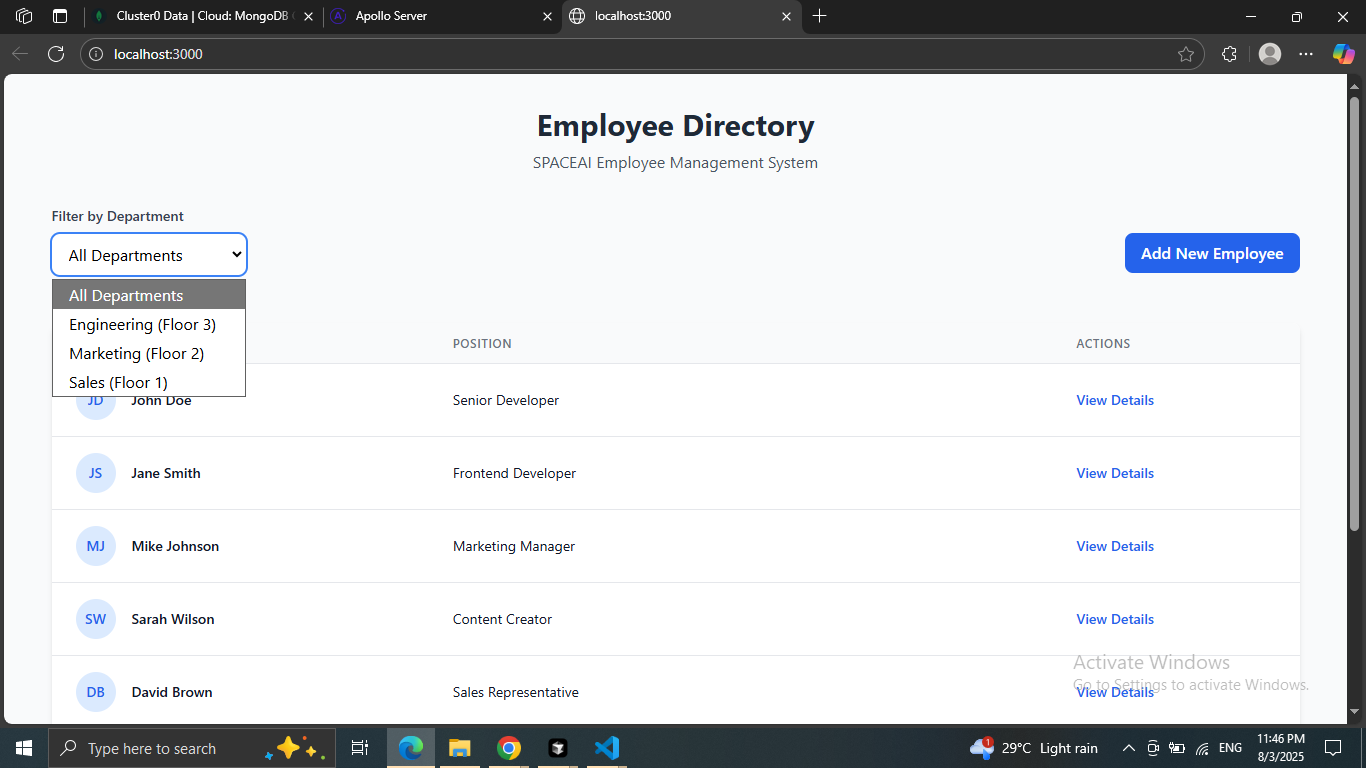 Cluster0 Data | Cloud: MongoDB
Apollo Server
localhost:3000
localhost:3000
Employee Directory
SPACEAI Employee Management System
Filter by Department
All Departments
Add New Employee
All Departments
Engineering (Floor 3)
Marketing (Floor 2)
Sales (Floor 1)
POSITION
ACTIONS
JD
John Doe
Senior Developer
View Details
JS
Jane Smith
Frontend Developer
View Details
MJ
Mike Johnson
Marketing Manager
View Details
SW
Sarah Wilson
Content Creator
View Details
DB
David Brown
Sales Representative
View Details
Activate Windows
Go to Settings to activate Windows.
Type here to search
1
29°C Light rain
ENG
11:46 PM
8/3/2025